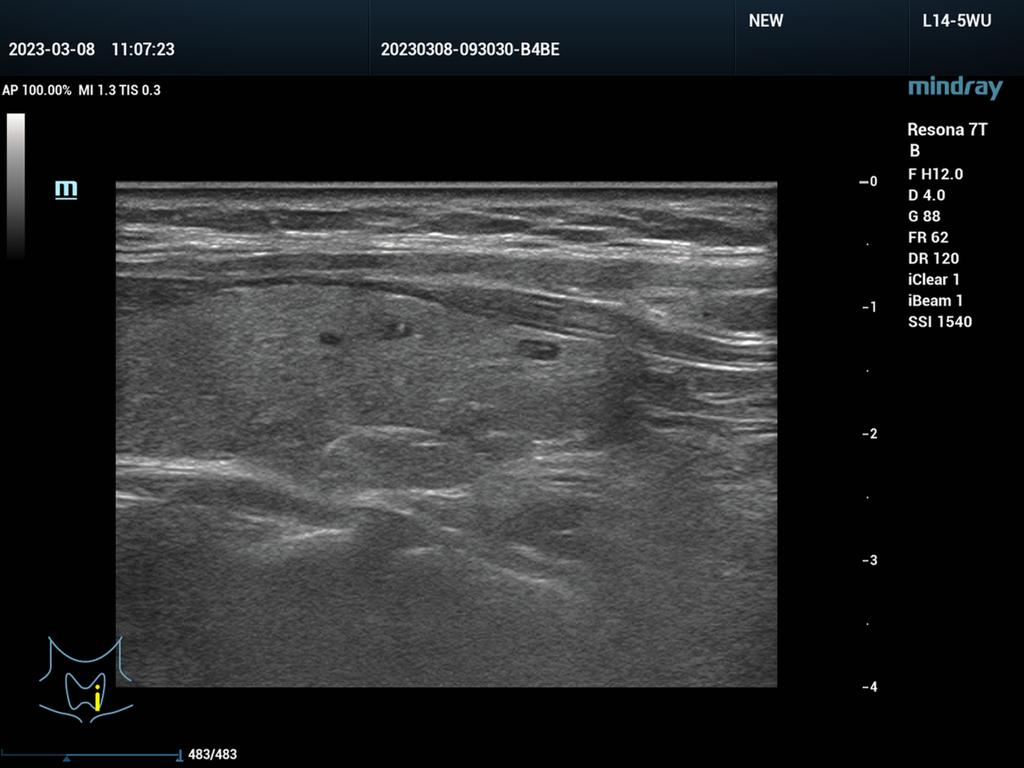 NEW
L14-5WU
2023-03-08 11:07:23
20230308-093030-B4BE
AP 100.00% MI 1.3 TIS 0.3
mindray
m
Resona 7T
B
F H12.0
D 4.0
G 88
FR 62
DR 120
iClear 1
iBeam 1
SSI 1540
0
-1
-2
-3
-4
483/483